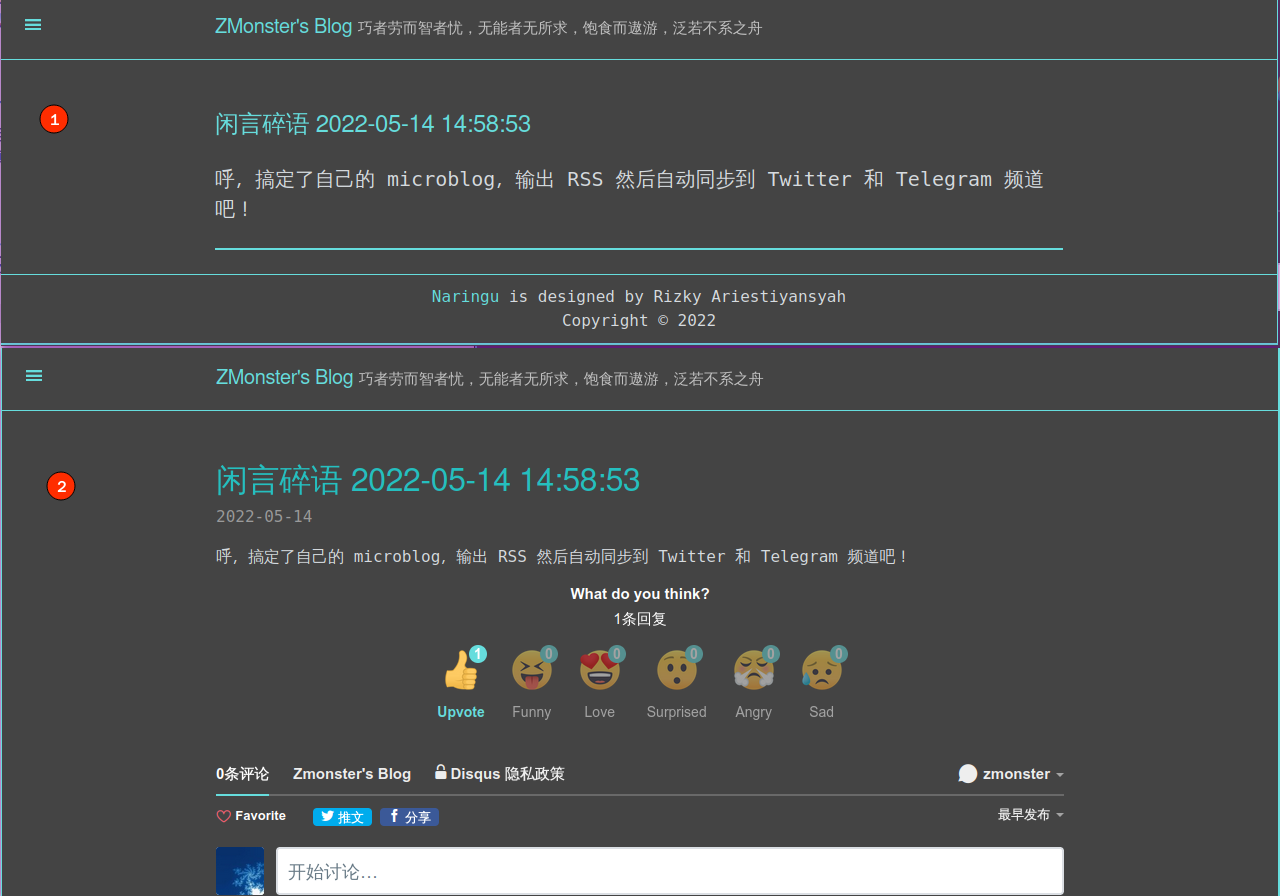 ZMonster's Blog 巧者劳而智者忧，无能者无所求，饱食而遨游，泛若不系之舟
1
闲言碎语 2022-05-14 14:58:53
呼，搞定了自己的 microblog，输出 RSS 然后自动同步到 Twitter 和 Telegram 频道
吧！
Naringu is designed by Rizky Ariestiyansyah
Copyright © 2022
ZMonster's Blog 巧者劳而智者忧，无能者无所求，饱食而遨游，泛若不系之舟
2
闲言碎语 2022-05-14 14:58:53
2022-05-14
呼，搞定了自己的 microblog，输出 RSS 然后自动同步到 Twitter 和 Telegram 频道吧！
What do you think?
1条回复
1 0 0 0 0 0
Upvote Funny Love Surprised Angry Sad
0条评论 Zmonster's Blog Disqus 隐私政策 zmonster
Favorite 推文 分享 最早发布
开始讨论…